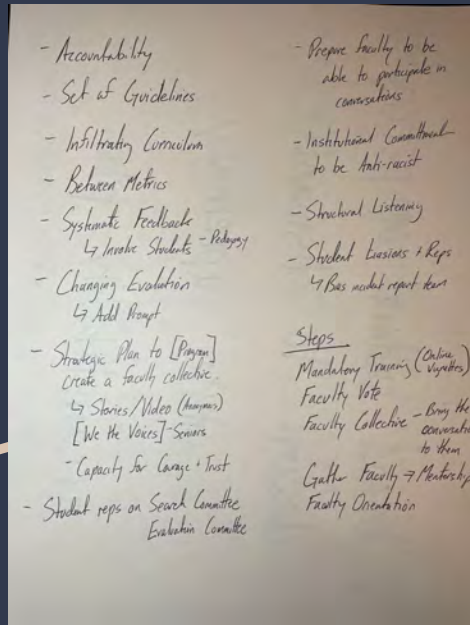 - Accountability
- Set of Guidelines
- Infiltrating Curriculum
- Between Metrics
- Systematic Feedback
↳ Involve Students - Pedagogy
- Changing Evaluation
↳ Add Prompt
- Strategic Plan to [Program]
create a faculty collective.
↳ Stories/Video (Anonymous)
[We the Voices] - Seniors
- Capacity for Courage + Trust
- Student reps on Search Committee
Evaluation Committee
- Prepare faculty to be
able to participate in
conversations
- Institutional Commitment
to be Anti-racist
- Structural Listening
- Student Liasions + Reps
↳ Bias incident report team
Steps
Mandatory Training (Online
Vignettes)
Faculty Vote
Faculty Collective - Bring the
conversation
to them
Gather Faculty → Mentorship
Faculty Orientation